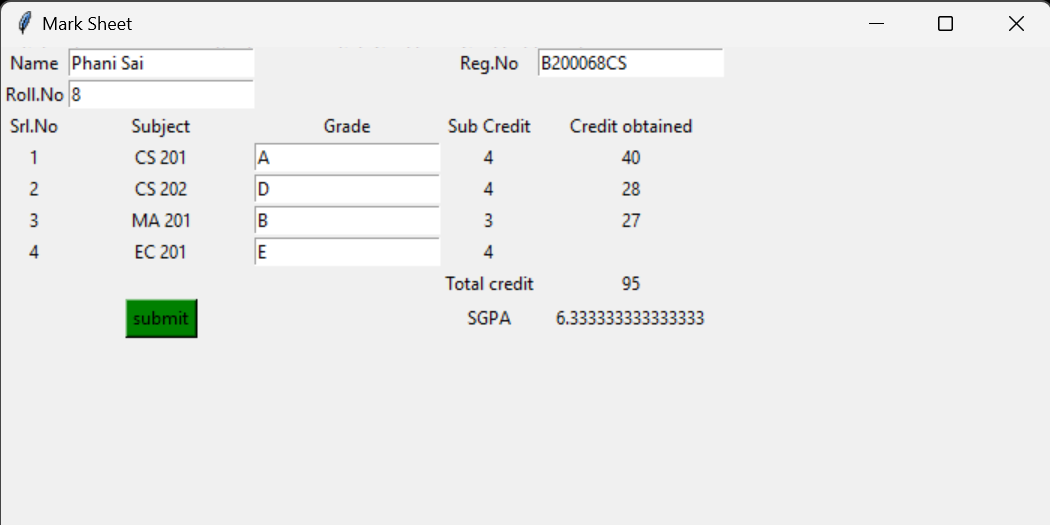 Mark Sheet
Name Phani Sai Reg.No B200068CS
Roll.No 8
Srl.No Subject Grade Sub Credit Credit obtained
1 CS 201 A 4 40
2 CS 202 D 4 28
3 MA 201 B 3 27
4 EC 201 E 4
Total credit 95
submit SGPA 6.333333333333333